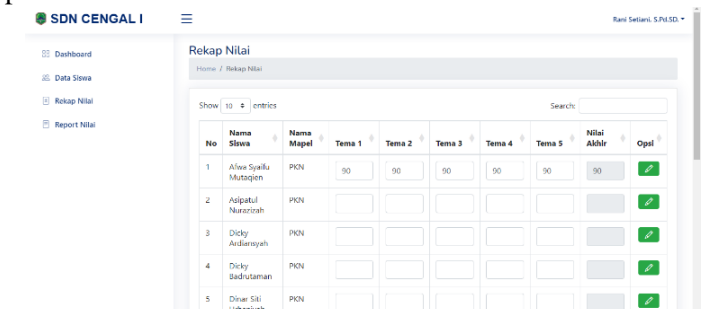 SDN CENGAL I
Rani Setiani. S.Pd.SD.
Dashboard
Data Siswa
Rekap Nilai
Report Nilai
Rekap Nilai
Home / Rekap Nilai
Show 10 entries
Search:
No Nama Siswa Nama Mapel Tema 1 Tema 2 Tema 3 Tema 4 Tema 5 Nilai Akhir Opsi
1 Afwa Syaifu Mutaqien PKN 90 90 90 90 90 90
2 Asipatul Nurazizah PKN
3 Dicky Ardiansyah PKN
4 Dicky Badrutaman PKN
5 Dinar Siti PKN